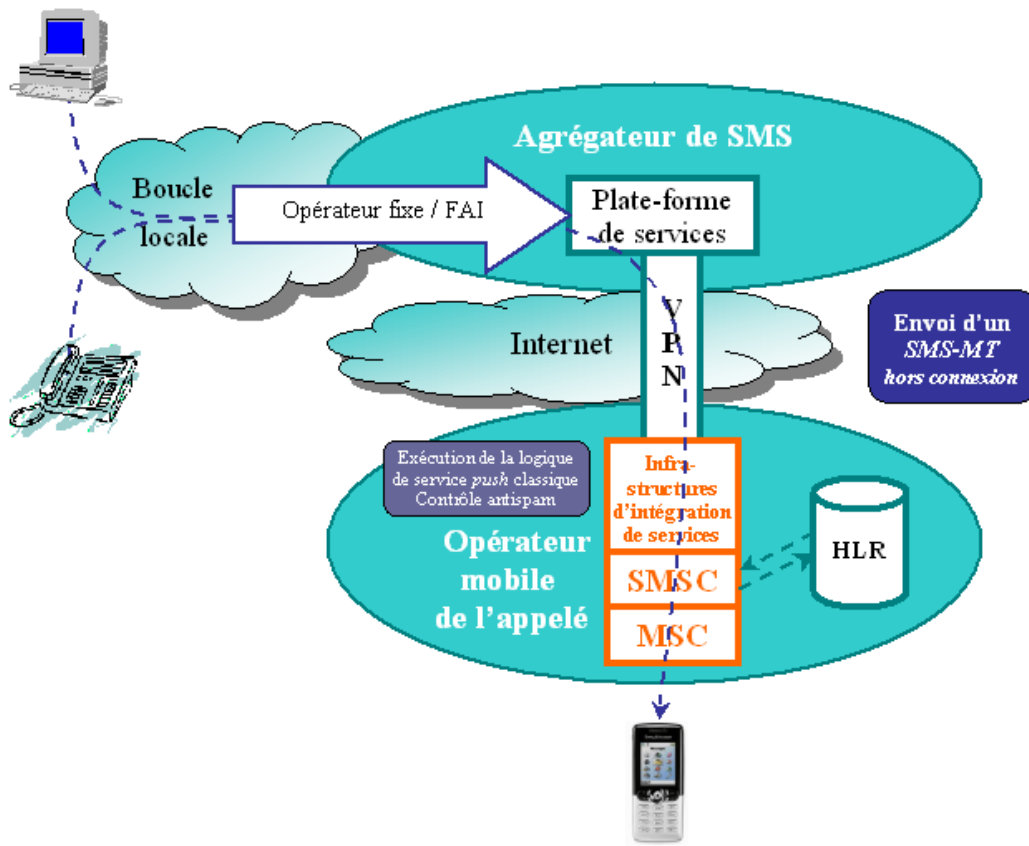 Agrégateur de SMS
Boucle
locale
Opérateur fixe / FAI
Plate-forme
de services
Internet
V
P
N
Envoi d'un
SMS-MT
hors connexion
Exécution de la logique
de service push classique
Contrôle antispam
Infra-
structures
d'intégration
de services
Opérateur
mobile
de l'appelé
SMSC
MSC
HLR